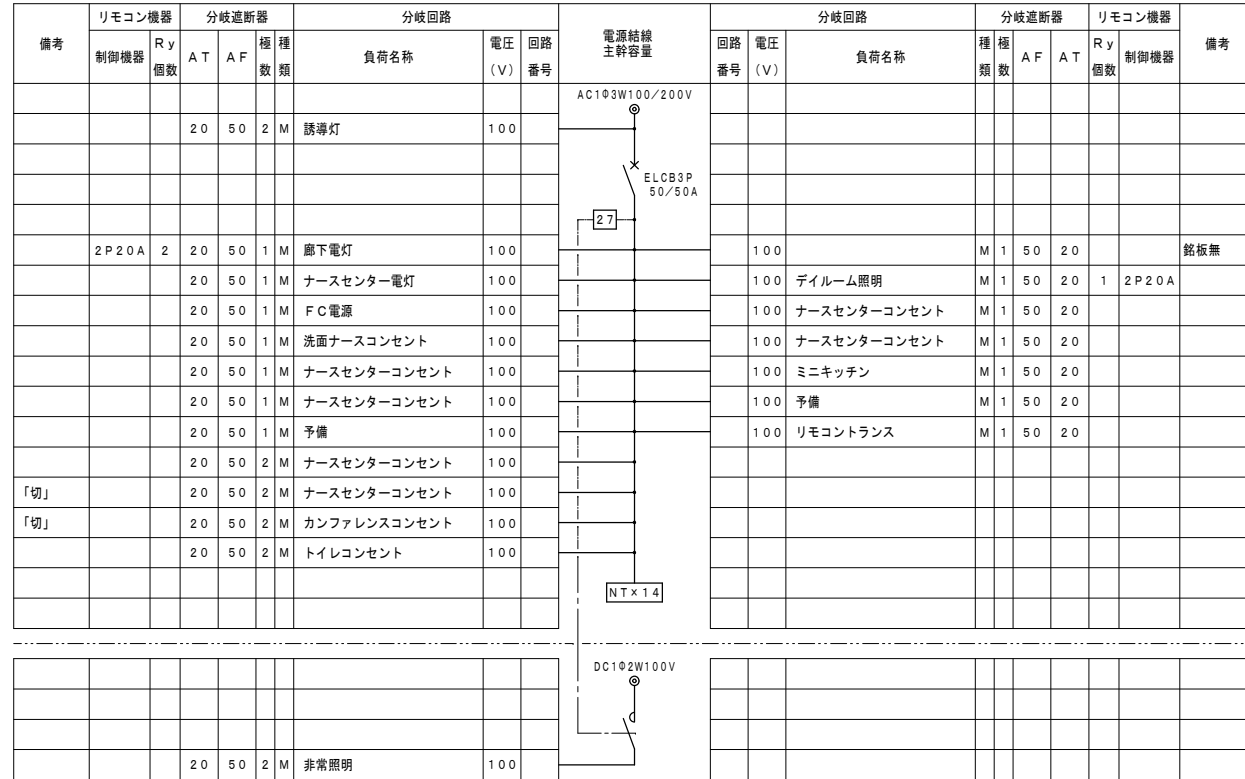 備考 リモコン機器 分岐遮断器 分岐回路 電源結線 主幹容量 分岐回路 分岐遮断器 リモコン機器 備考
制御機器 Ry個数 AT AF 極数 種類 負荷名称 電圧(V) 回路番号 回路番号 電圧(V) 負荷名称 種類 極数 AF AT Ry個数 制御機器
AC1Φ3W100/200V
20 50 2 M 誘導灯 100
ELCB3P
50/50A
27
2P20A 2 20 50 1 M 廊下電灯 100 100 M 1 50 20 銘板無
20 50 1 M ナースセンター電灯 100 100 デイルーム照明 M 1 50 20 1 2P20A
20 50 1 M FC電源 100 100 ナースセンターコンセント M 1 50 20
20 50 1 M 洗面ナースコンセント 100 100 ナースセンターコンセント M 1 50 20
20 50 1 M ナースセンターコンセント 100 100 ミニキッチン M 1 50 20
20 50 1 M ナースセンターコンセント 100 100 予備 M 1 50 20
20 50 1 M 予備 100 100 リモコントランス M 1 50 20
20 50 2 M ナースセンターコンセント 100
「切」 20 50 2 M ナースセンターコンセント 100
「切」 20 50 2 M カンファレンスコンセント 100
20 50 2 M トイレコンセント 100
NT×14
DC1Φ2W100V
20 50 2 M 非常照明 100